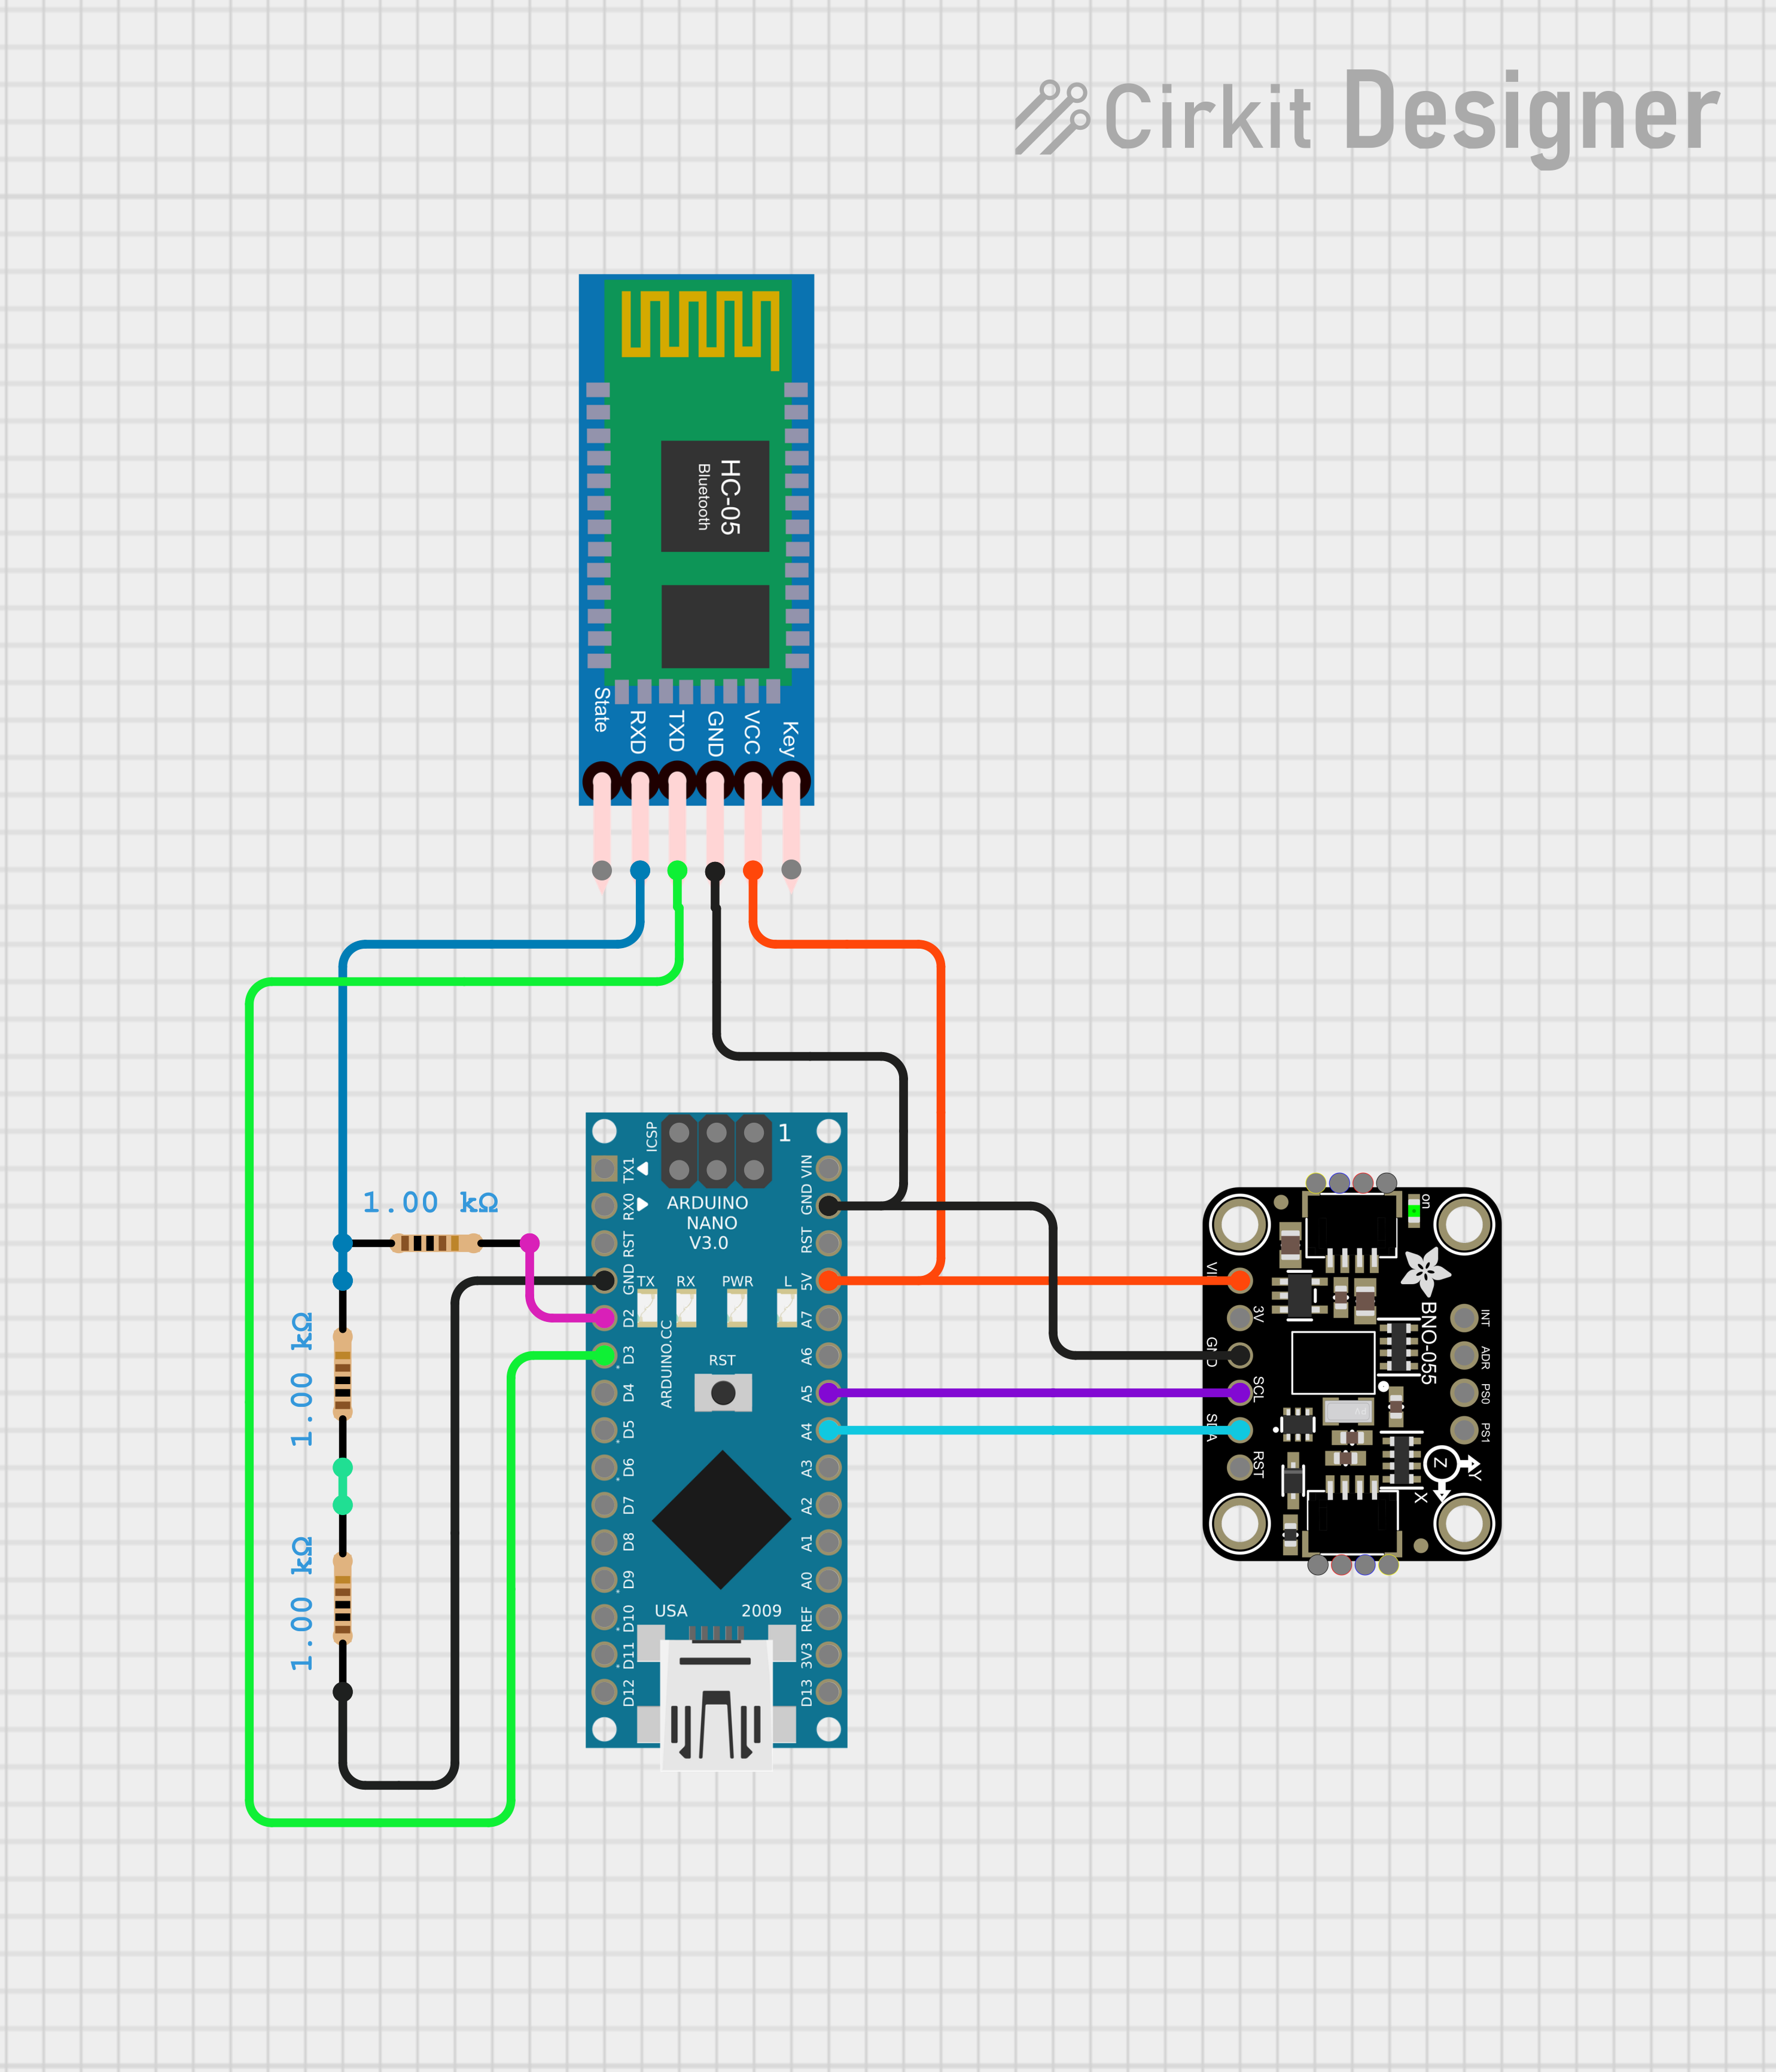 Cirkit Designer
HC-05
Bluetooth
State
RXD
TXD
GND
VCC
Key
1.00 kΩ
1.00 kΩ
1.00 kΩ
ICSP
1
ARDUINO
NANO
V3.0
TX
RX
PWR
L
RST
ARDUINO.CC
USA
2009
TX1
RX0
RST
GND
D2
D3
D4
D5
D6
D7
D8
D9
D10
D11
D12
VIN
GND
RST
5V
A7
A6
A5
A4
A3
A2
A1
A0
REF
3V3
D13
on
BNO-055
3V
GND
SCL
SDA
RST
INT
ADR
PS0
PS1
Z
Y
X